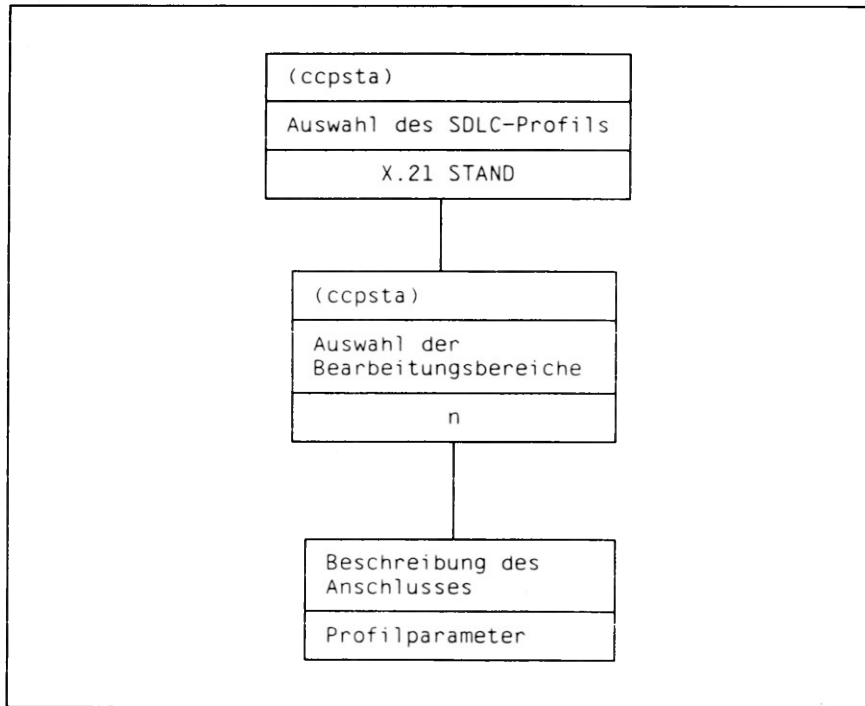 (ccpsta)
Auswahl des SDLC-Profils
X.21 STAND
(ccpsta)
Auswahl der
Bearbeitungsbereiche
n
Beschreibung des
Anschlusses
Profilparameter